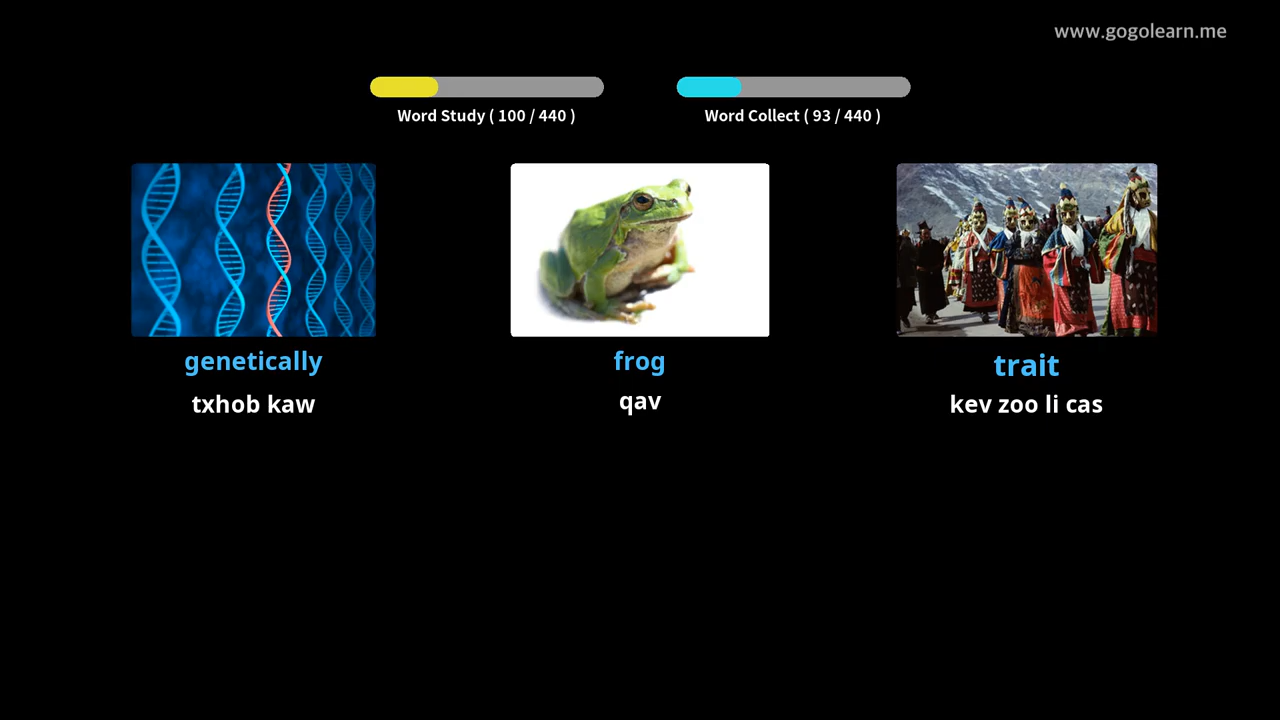 www.gogolearn.me
Word Study ( 100 / 440 )
Word Collect ( 93 / 440 )
genetically
txhob kaw
frog
qav
trait
kev zoo li cas